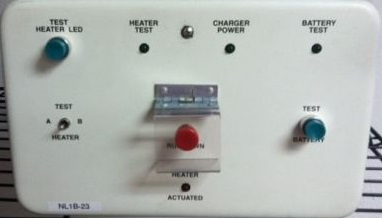 TEST
HEATER LED
HEATER
TEST
CHARGER
POWER
BATTERY
TEST
TEST
A B
HEATER
TEST
BATTERY
HEATER
ACTUATED
NL1B-23